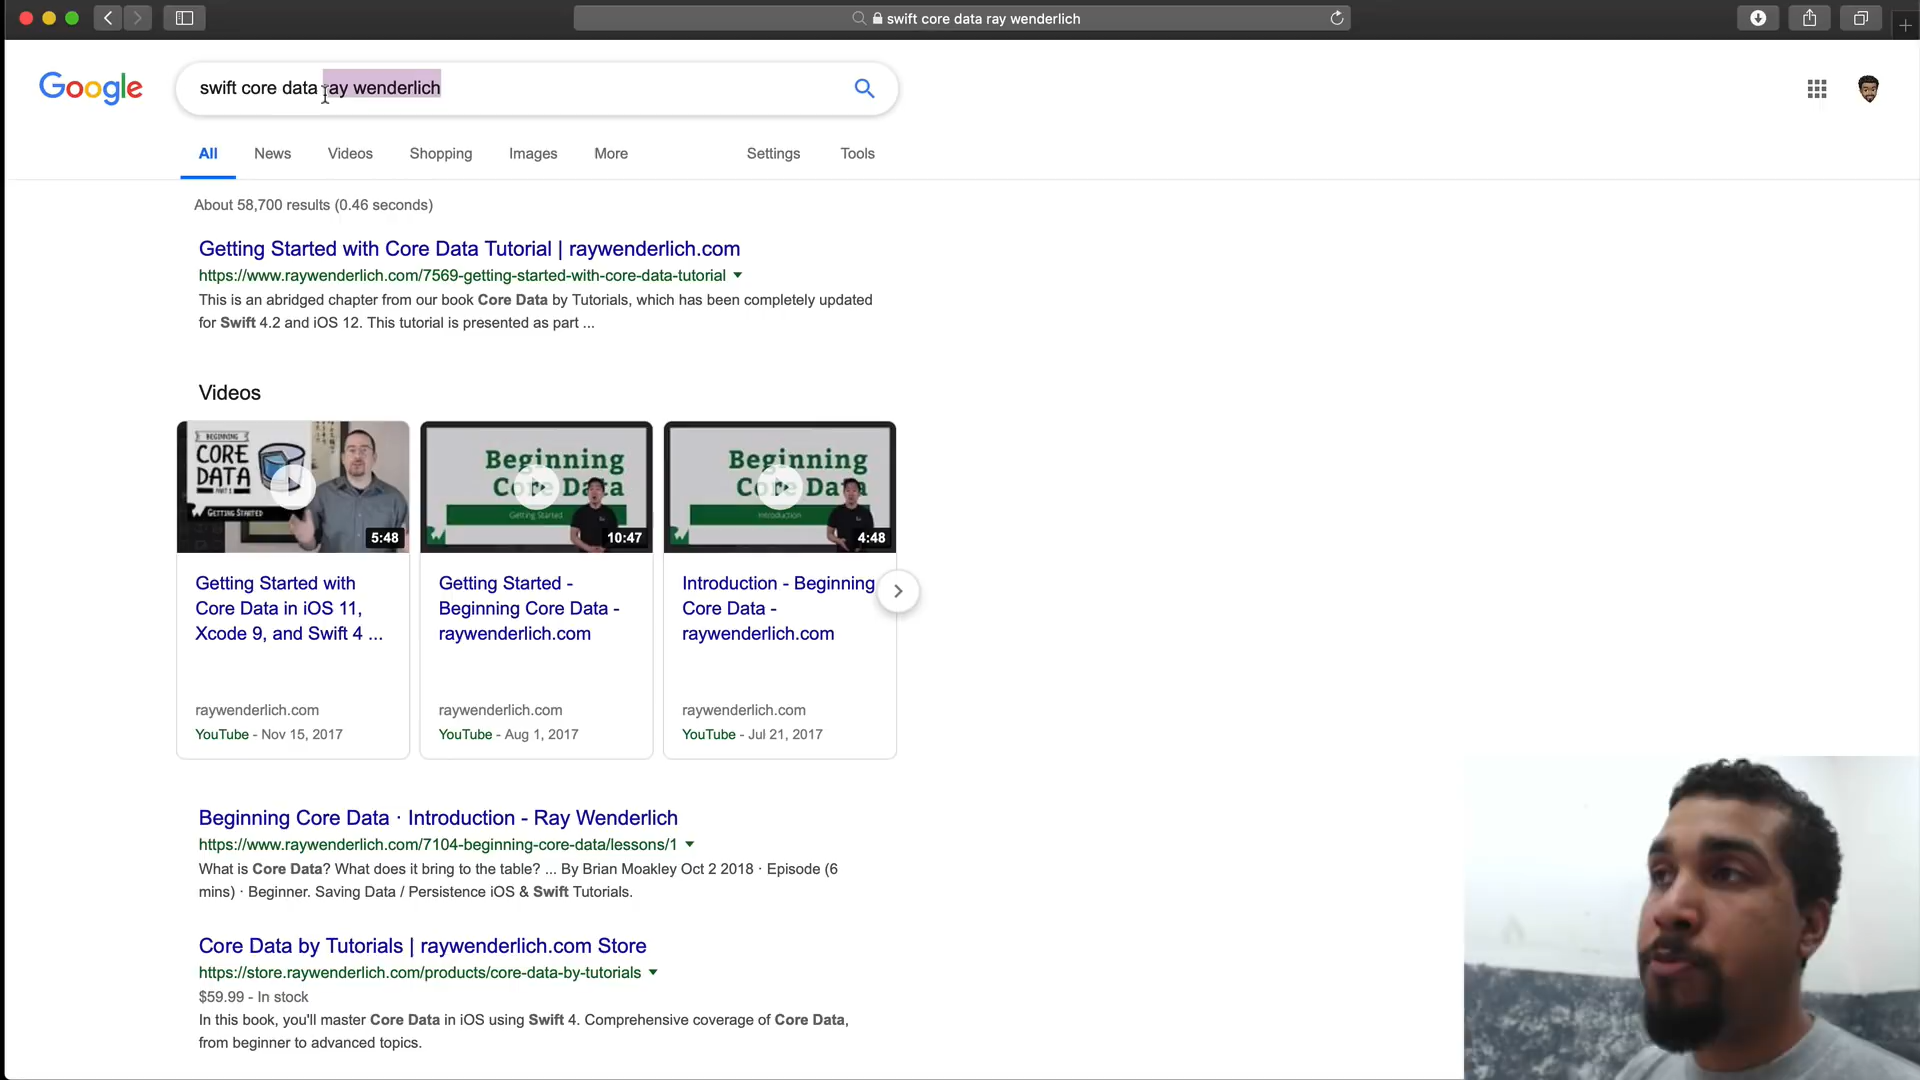 swift core data ray wenderlich
Google
swift core data ray wenderlich
All News Videos Shopping Images More Settings Tools
About 58,700 results (0.46 seconds)
Getting Started with Core Data Tutorial | raywenderlich.com
https://www.raywenderlich.com/7569-getting-started-with-core-data-tutorial
This is an abridged chapter from our book Core Data by Tutorials, which has been completely updated
for Swift 4.2 and iOS 12. This tutorial is presented as part ...
Videos
BEGINNING
CORE
DATA
PART 1
GETTING STARTED
5:48
Beginning
Core Data
Getting Started
10:47
Beginning
Core Data
Introduction
4:48
Getting Started with
Core Data in iOS 11,
Xcode 9, and Swift 4 ...
raywenderlich.com
YouTube - Nov 15, 2017
Getting Started -
Beginning Core Data -
raywenderlich.com
raywenderlich.com
YouTube - Aug 1, 2017
Introduction - Beginning
Core Data -
raywenderlich.com
raywenderlich.com
YouTube - Jul 21, 2017
Beginning Core Data · Introduction - Ray Wenderlich
https://www.raywenderlich.com/7104-beginning-core-data/lessons/1
What is Core Data? What does it bring to the table? ... By Brian Moakley Oct 2 2018 · Episode (6
mins) · Beginner. Saving Data / Persistence iOS & Swift Tutorials.
Core Data by Tutorials | raywenderlich.com Store
https://store.raywenderlich.com/products/core-data-by-tutorials
$59.99 - In stock
In this book, you'll master Core Data in iOS using Swift 4. Comprehensive coverage of Core Data,
from beginner to advanced topics.